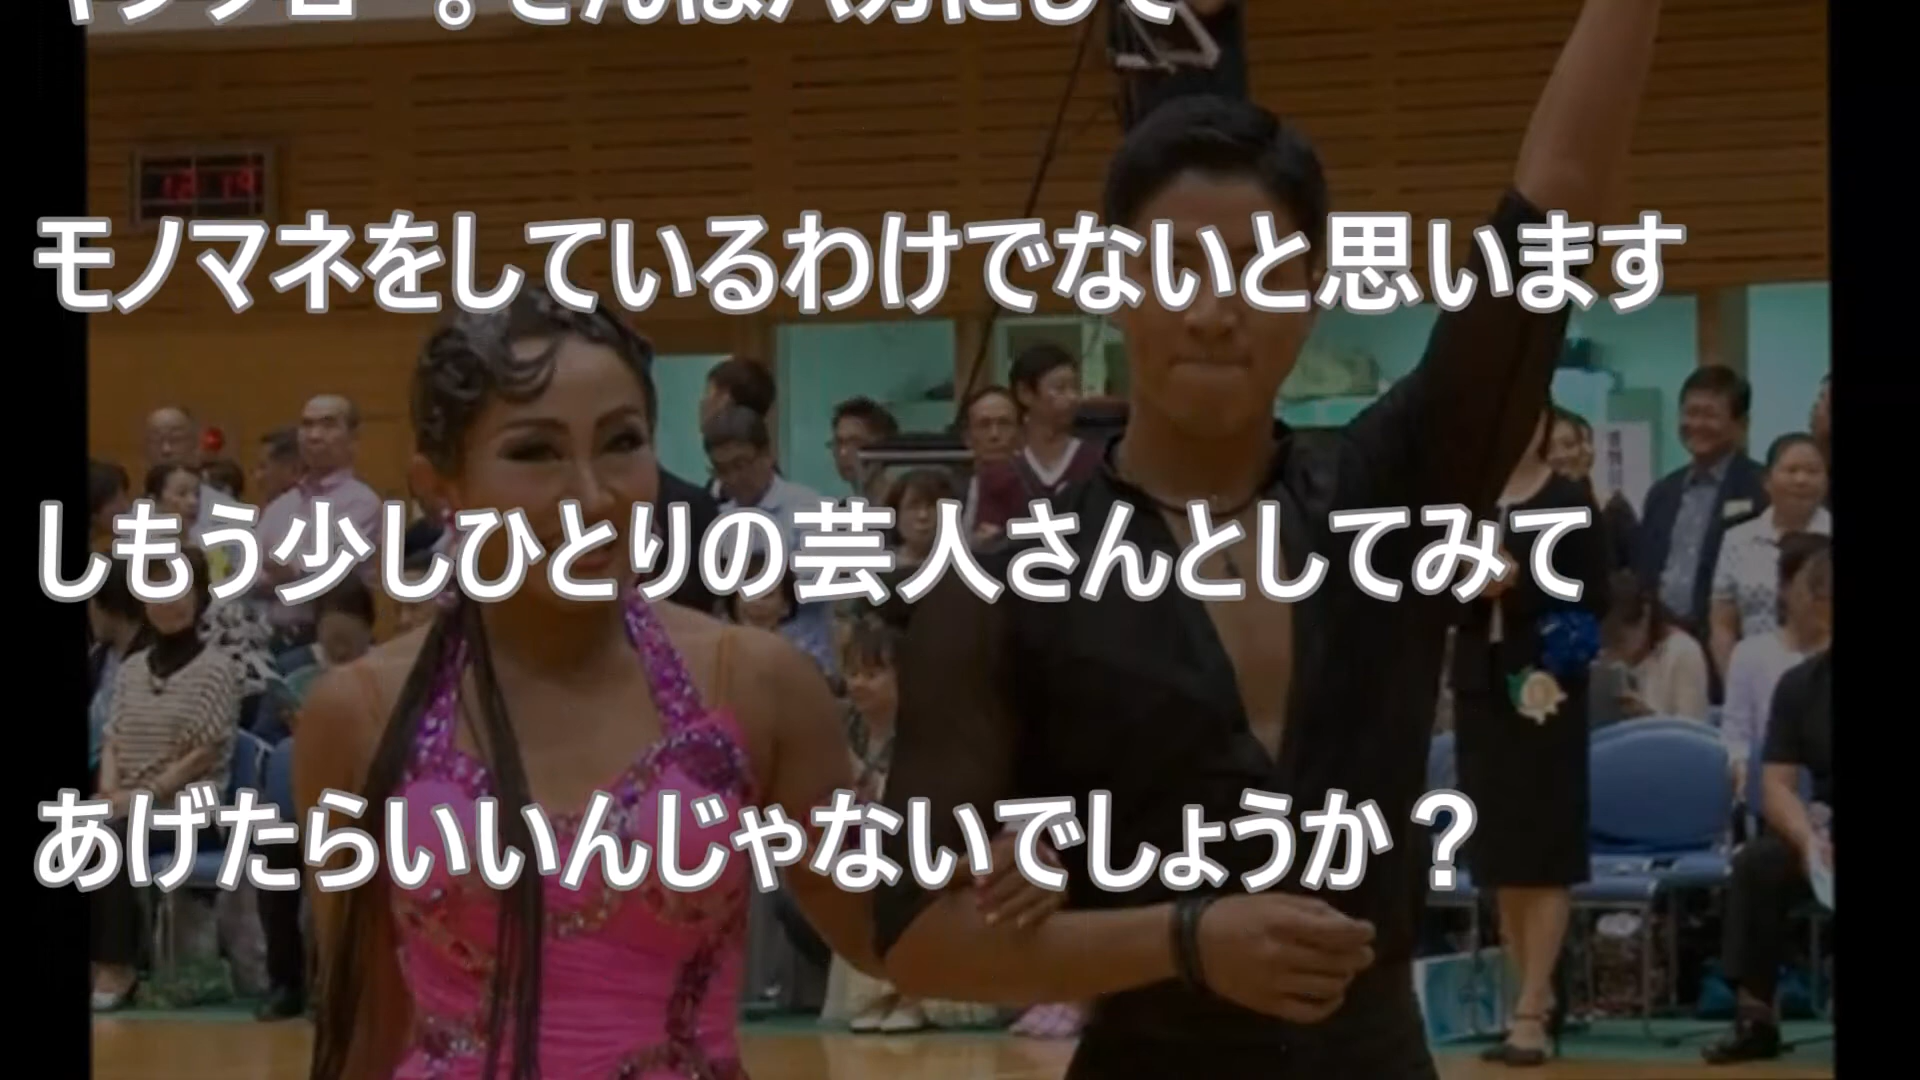 モノマネをしているわけでないと思います
しもう少しひとりの芸人さんとしてみて
あげたらいいんじゃないでしょうか？